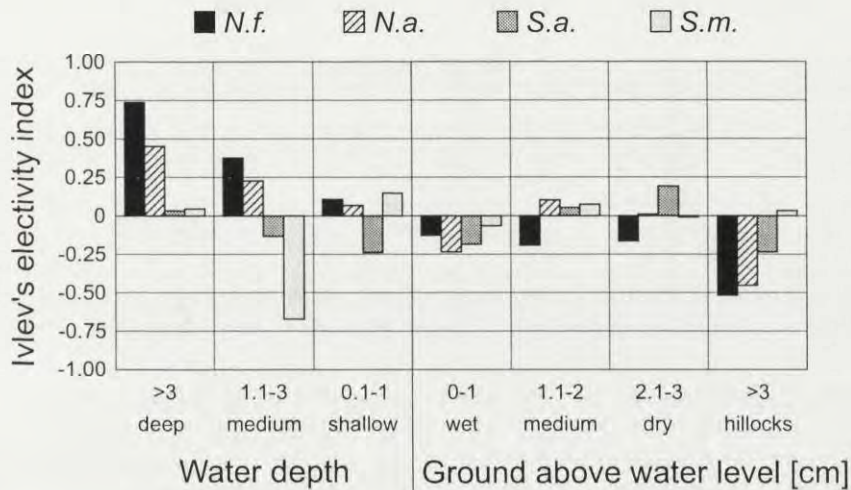 N.f. N.a. S.a. S.m.
Ivlev's electivity index
1.00
0.75
0.50
0.25
0
-0.25
-0.50
-0.75
-1.00
>3 1.1-3 0.1-1 0-1 1.1-2 2.1-3 >3
deep medium shallow wet medium dry hillocks
Water depth Ground above water level [cm]